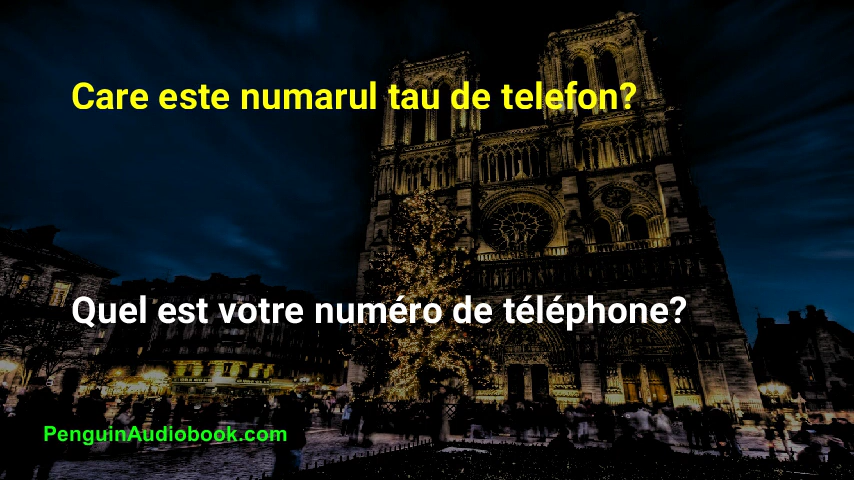 Care este numarul tau de telefon?
Quel est votre numéro de téléphone?
PenguinAudiobook.com